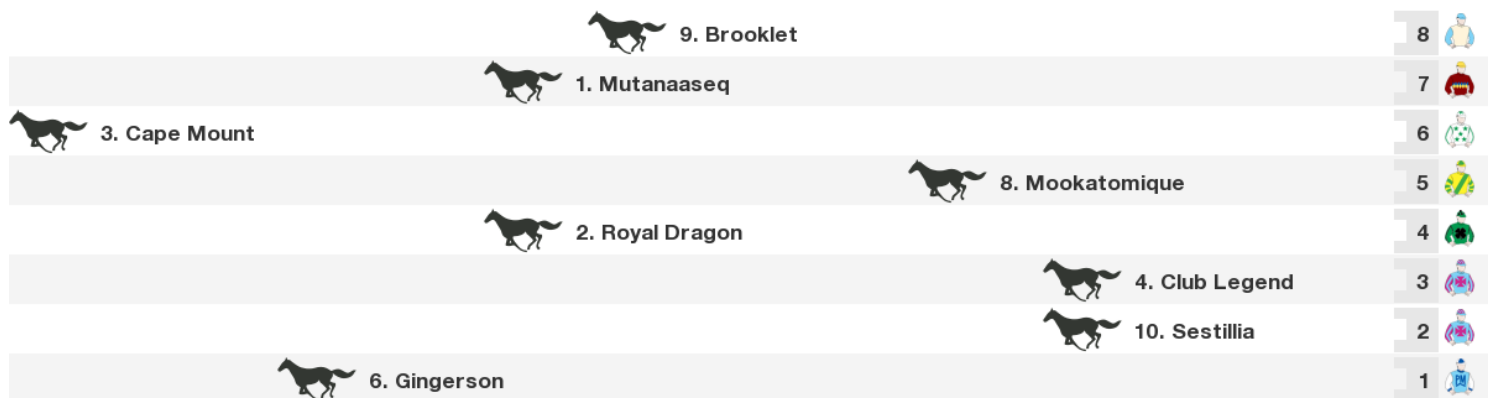 9. Brooklet 8
1. Mutanaaseq 7
3. Cape Mount 6
8. Mookatomique 5
2. Royal Dragon 4
4. Club Legend 3
10. Sestillia 2
6. Gingerson 1 PM